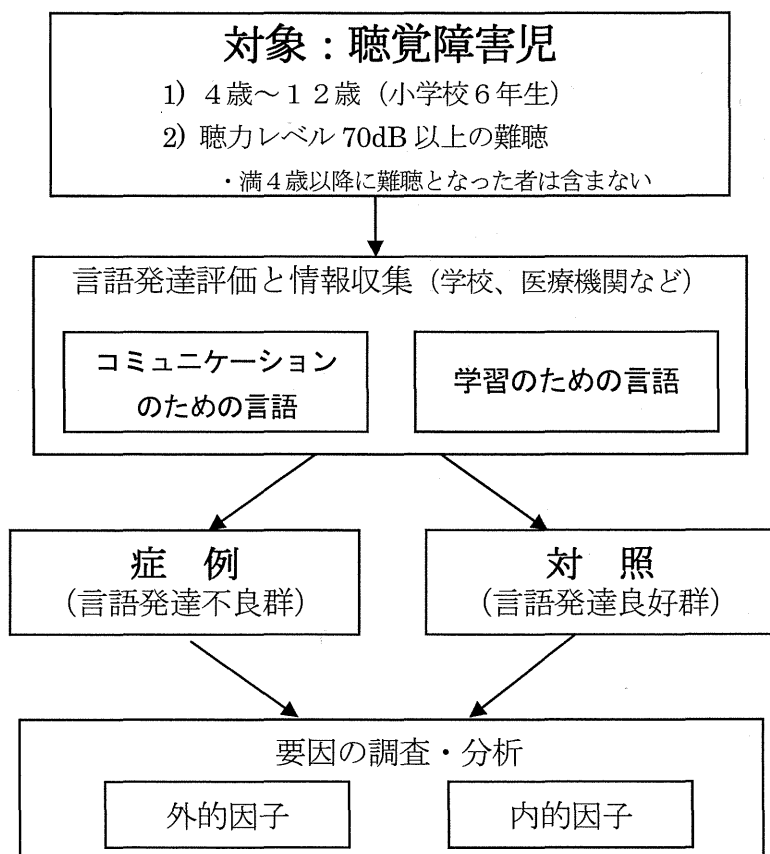 対象：聴覚障害児
1) ４歳～１２歳（小学校６年生）
2) 聴力レベル 70dB 以上の難聴
・満４歳以降に難聴となった者は含まない
言語発達評価と情報収集（学校、医療機関など）
コミュニケーション
のための言語
学習のための言語
症　例
（言語発達不良群）
対　照
（言語発達良好群）
要因の調査・分析
外的因子
内的因子